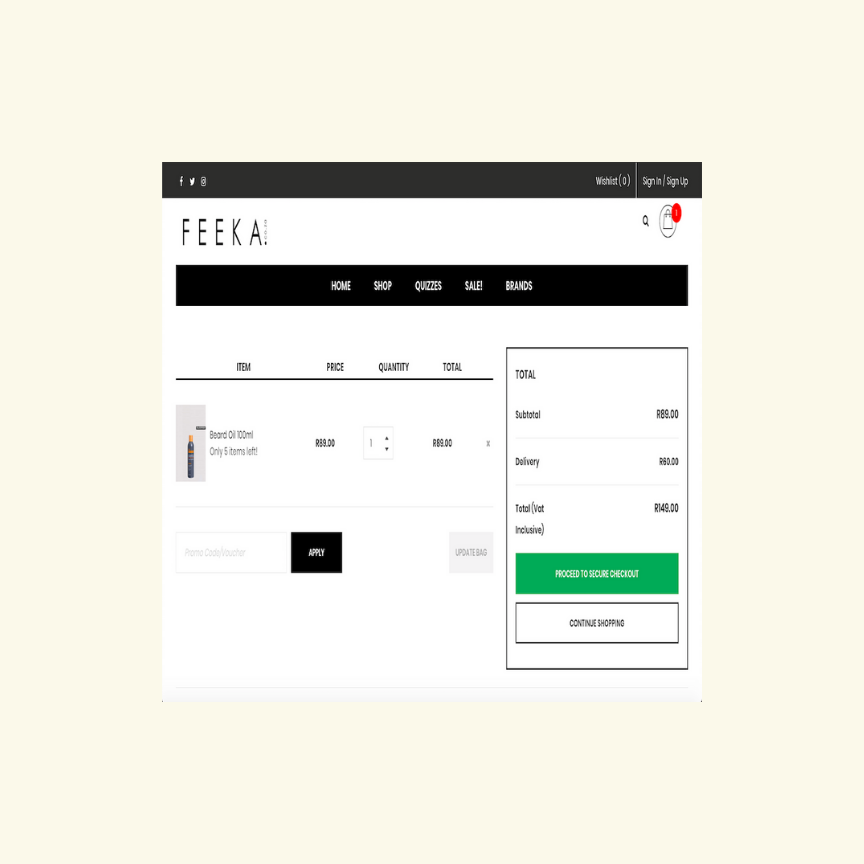 Wishlist ( 0 )
Sign In / Sign Up
FEEKA
1
HOME SHOP QUIZZES SALE! BRANDS
ITEM PRICE QUANTITY TOTAL
Beard Oil 100ml
Only 5 items left!
R89.00 1 R89.00 x
Promo Code/Voucher
APPLY
UPDATE BAG
TOTAL
Subtotal R89.00
Delivery R60.00
Total (Vat R149.00
Inclusive)
PROCEED TO SECURE CHECKOUT
CONTINUE SHOPPING